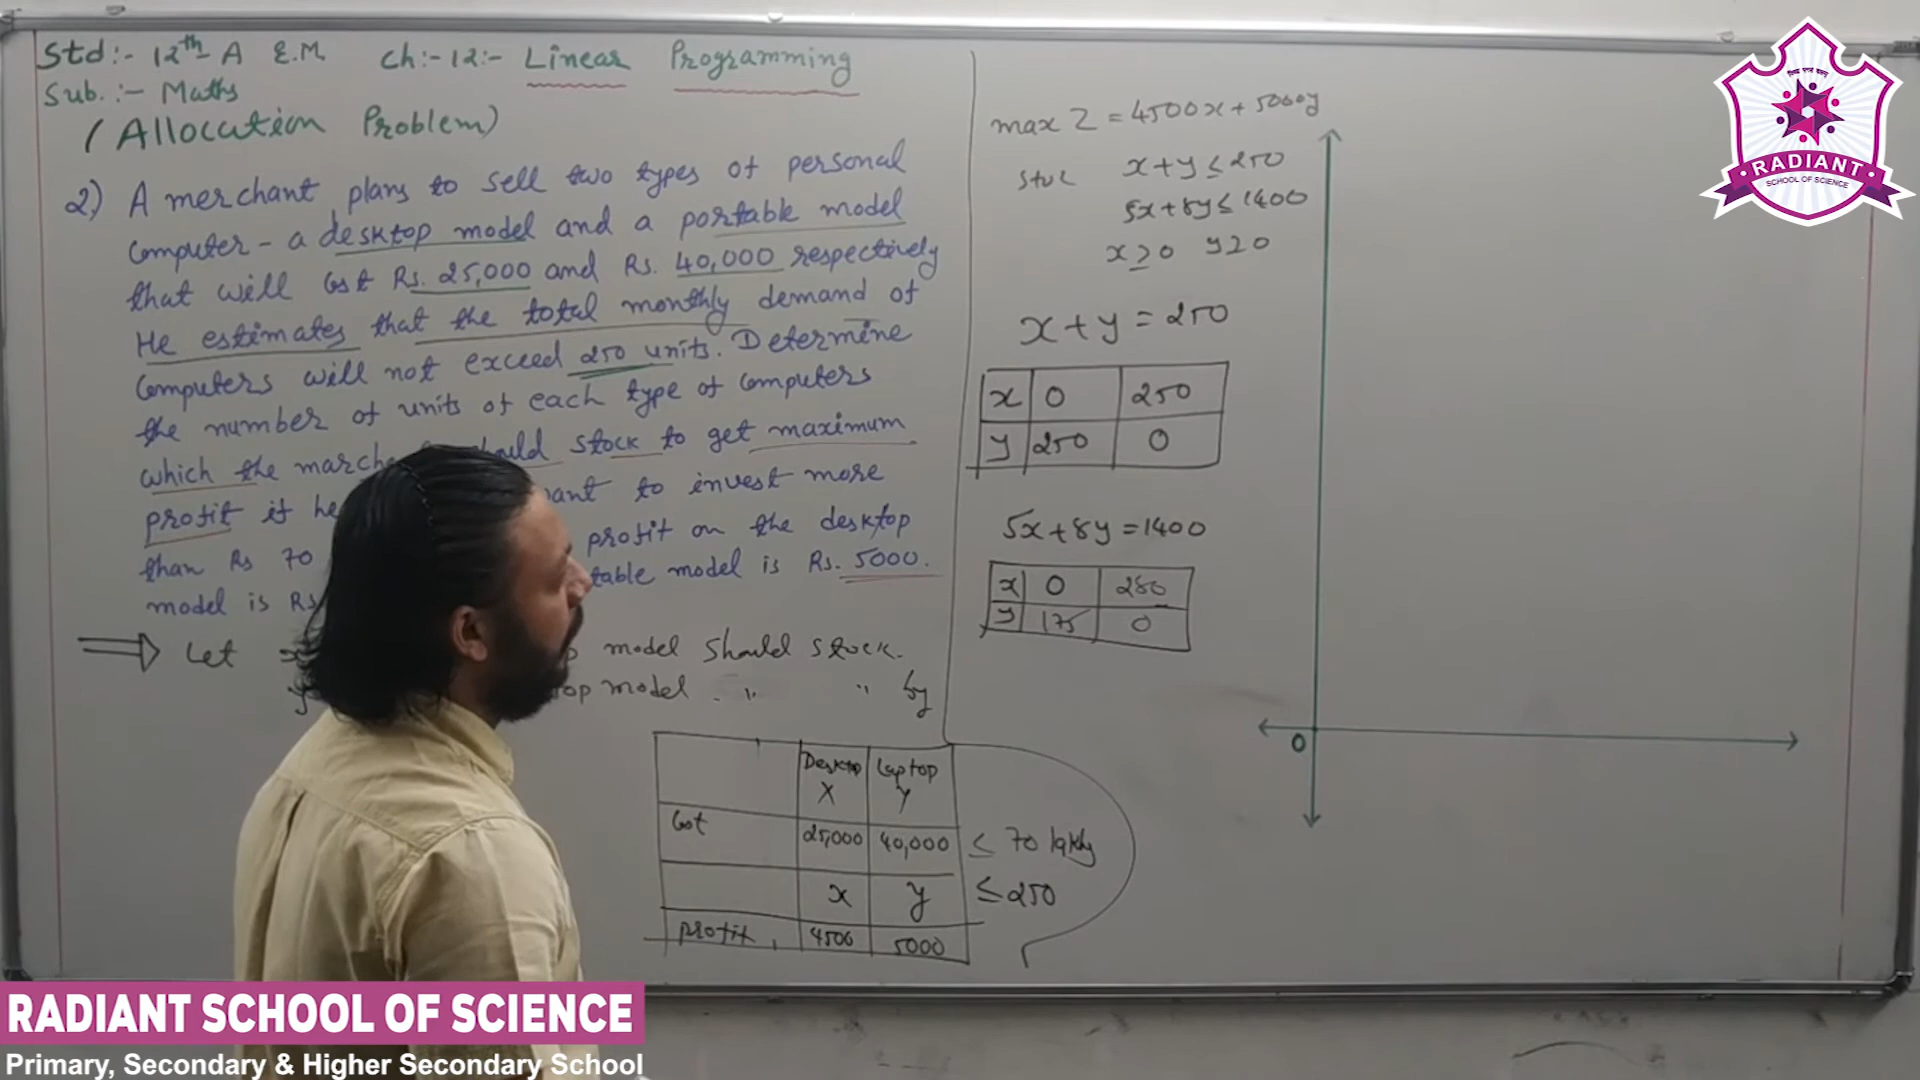 Std:- 12th-A E.M Ch:-12:- Linear Programming
Sub.:- Maths
(Allocation Problem)
2) A merchant plans to sell two types of personal
Computer - a desktop model and a portable model
that will Cost Rs. 25,000 and Rs. 40,000 respectively
He estimates that the total monthly demand of
Computers will not exceed 250 units. Determine
the number of units of each type of Computers
which the stock to get maximum
profit if he to invest more
than Rs 70 profit on the desktop
model is Rs model is Rs. 5000.
Let model should stock.
y model " "
Desktop Laptop
X Y
Cost 25,000 40,000 ≤ 70 lakhs
x y ≤250
profit 4500 5000
max Z = 4500x + 5000y
x+y ≤ 250
5x+8y ≤ 1400
x ≥ 0 y ≥ 0
x + y = 250
x 0 250
y 250 0
5x+8y = 1400
x 0 280
y 175 0
0
RADIANT
SCHOOL OF SCIENCE
RADIANT SCHOOL OF SCIENCE
Primary, Secondary & Higher Secondary School